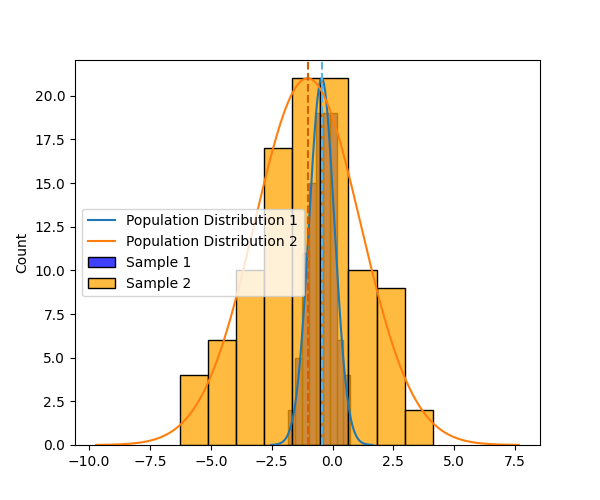 20.0
17.5
15.0
12.5
10.0
7.5
5.0
2.5
0.0
Count
Population Distribution 1
Population Distribution 2
Sample 1
Sample 2
−10.0 −7.5 −5.0 −2.5 0.0 2.5 5.0 7.5